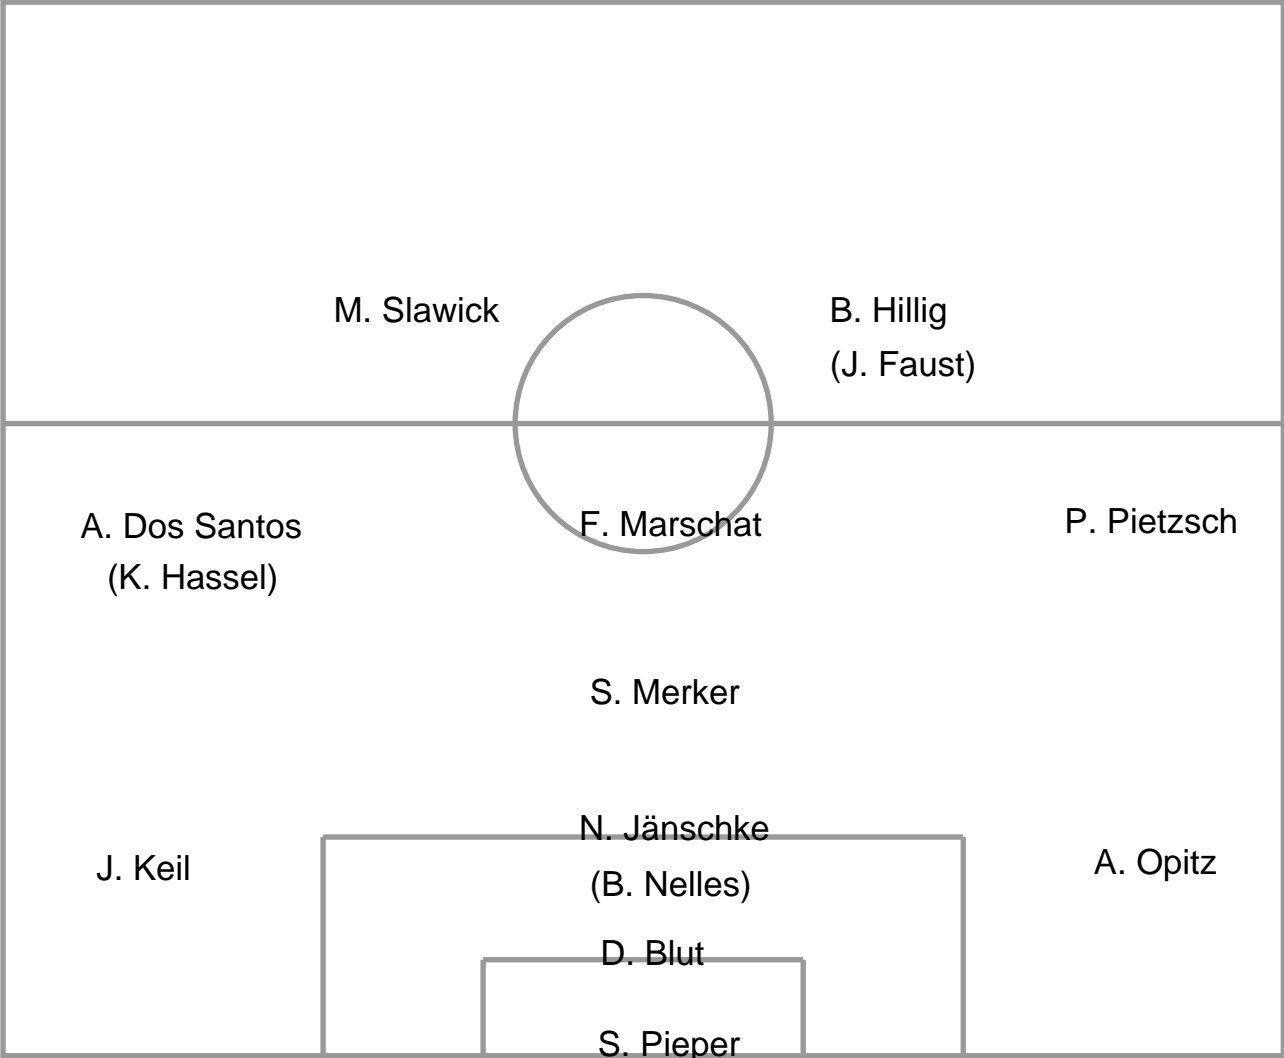 M. Slawick
B. Hillig
(J. Faust)
A. Dos Santos
(K. Hassel)
F. Marschat
P. Pietzsch
S. Merker
N. Jänschke
(B. Nelles)
J. Keil
A. Opitz
D. Blut
S. Pieper